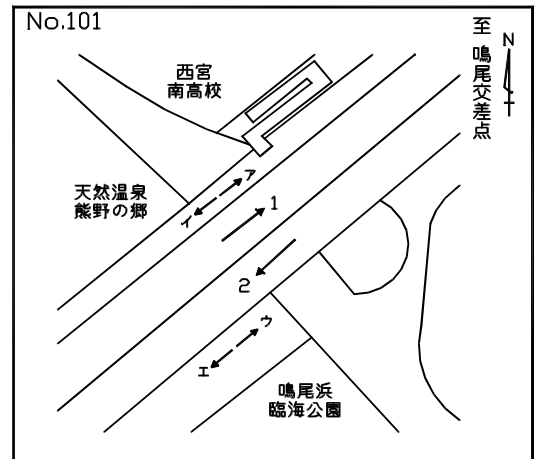 No.101
至 鳴尾交差点
N
西宮
南高校
天然温泉
熊野の郷
ア
イ
1
2
ウ
エ
鳴尾浜
臨海公園